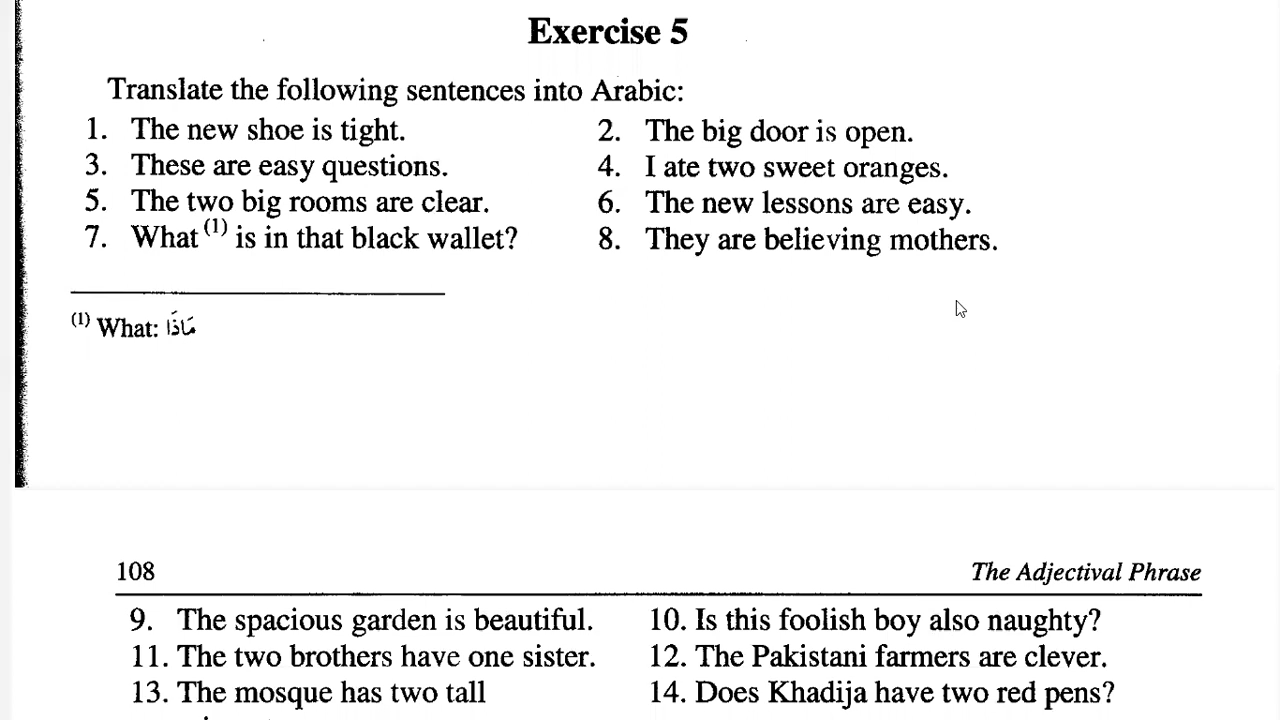 Exercise 5
Translate the following sentences into Arabic:
1. The new shoe is tight. 2. The big door is open.
3. These are easy questions. 4. I ate two sweet oranges.
5. The two big rooms are clear. 6. The new lessons are easy.
7. What (1) is in that black wallet? 8. They are believing mothers.
(1) What: مَاذَا
108 The Adjectival Phrase
9. The spacious garden is beautiful. 10. Is this foolish boy also naughty?
11. The two brothers have one sister. 12. The Pakistani farmers are clever.
13. The mosque has two tall 14. Does Khadija have two red pens?